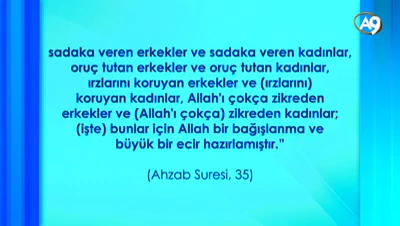 A9
sadaka veren erkekler ve sadaka veren kadınlar,
oruç tutan erkekler ve oruç tutan kadınlar,
ırzlarını koruyan erkekler ve (ırzlarını)
koruyan kadınlar, Allah'ı çokça zikreden
erkekler ve (Allah'ı çokça) zikreden kadınlar;
(işte) bunlar için Allah bir bağışlanma ve
büyük bir ecir hazırlamıştır.”
(Ahzab Suresi, 35)